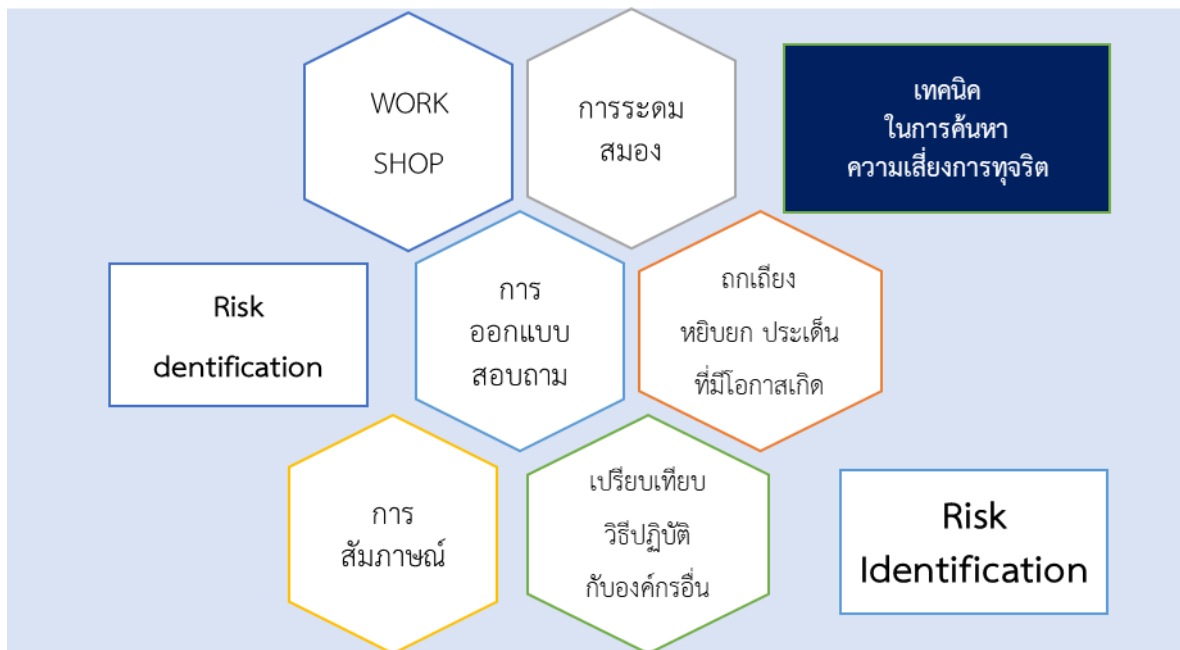 WORK
SHOP
การระดม
สมอง
เทคนิค
ในการค้นหา
ความเสี่ยงการทุจริต
Risk
dentification
การ
ออกแบบ
สอบถาม
ถกเถียง
หยิบยก ประเด็น
ที่มีโอกาสเกิด
การ
สัมภาษณ์
เปรียบเทียบ
วิธีปฏิบัติ
กับองค์กรอื่น
Risk
Identification